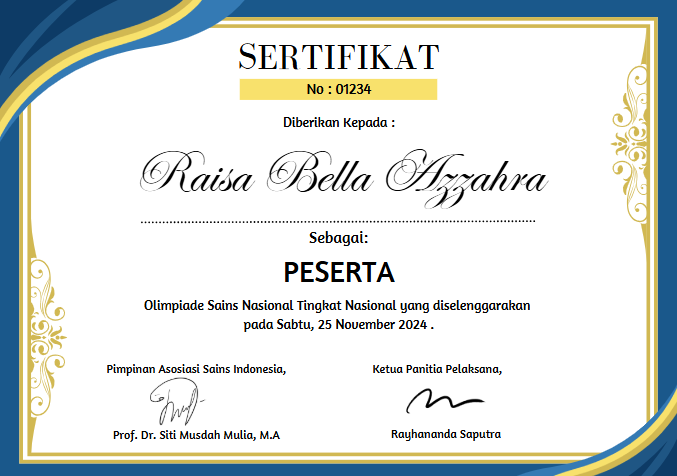 SERTIFIKAT
No : 01234
Diberikan Kepada :
Raisa Bella Azzahra
Sebagai:
PESERTA
Olimpiade Sains Nasional Tingkat Nasional yang diselenggarakan
pada Sabtu, 25 November 2024 .
Pimpinan Asosiasi Sains Indonesia,
Ketua Panitia Pelaksana,
Prof. Dr. Siti Musdah Mulia, M.A
Rayhananda Saputra